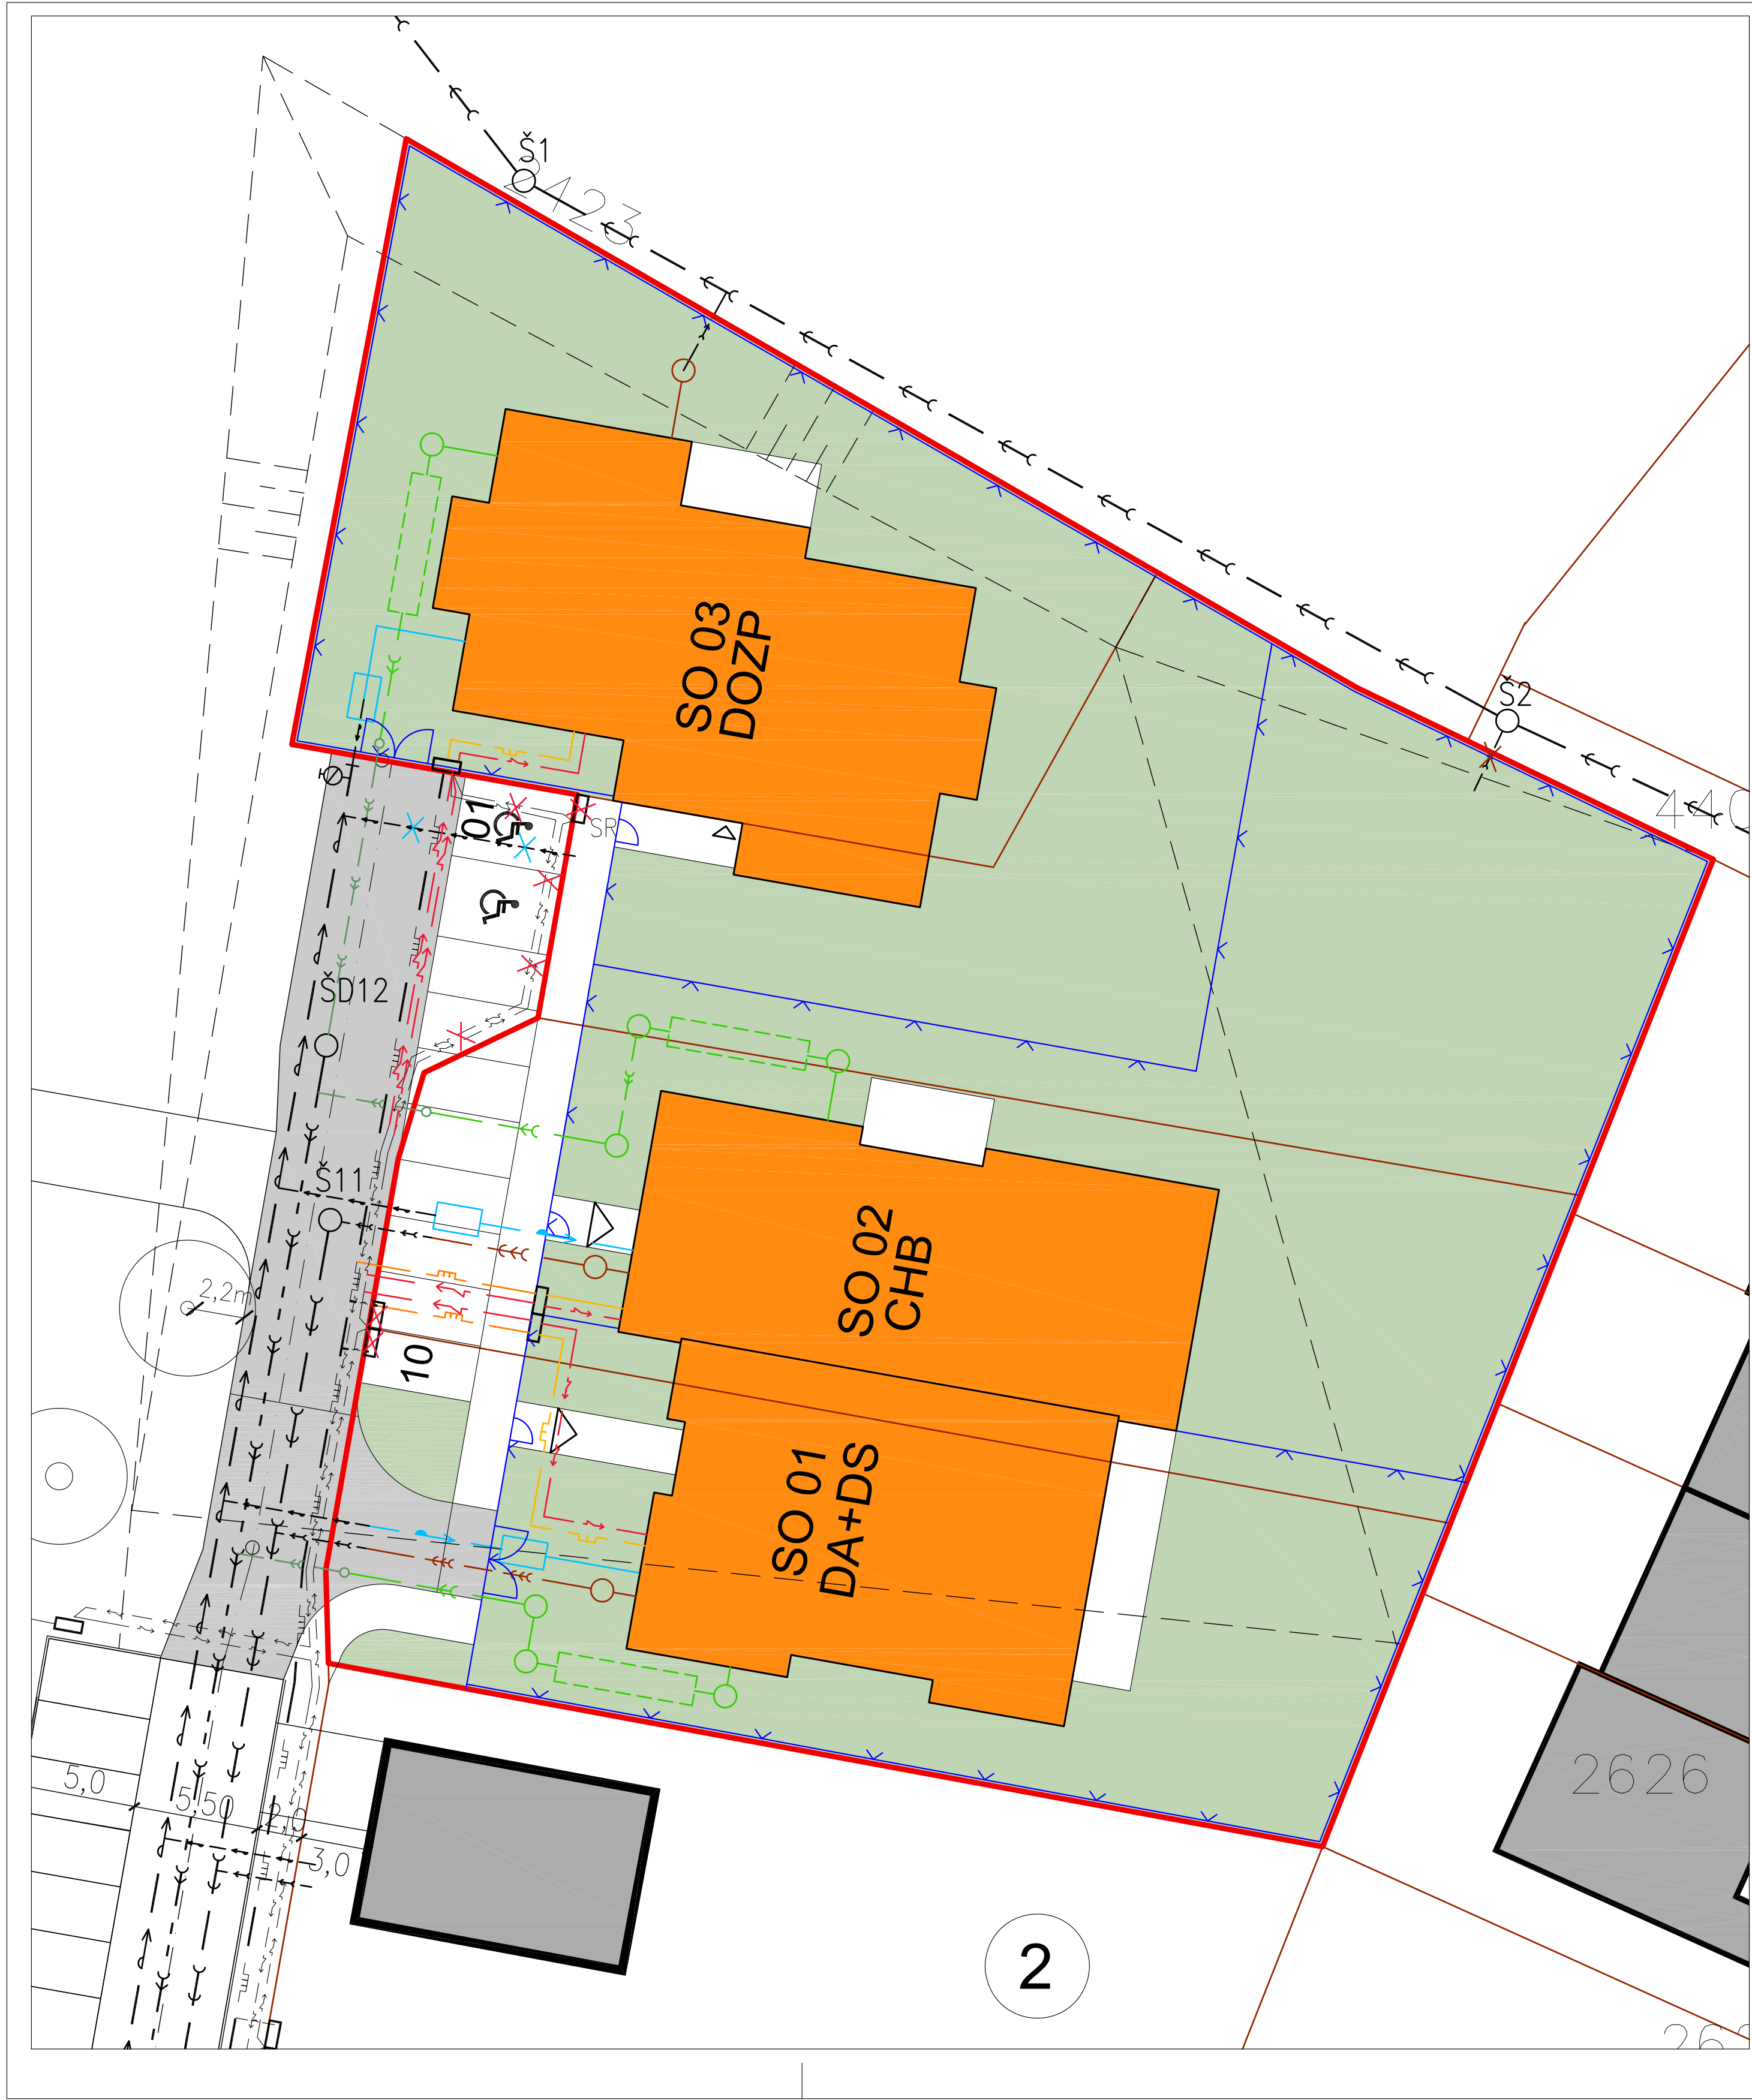 Š1
2423
SO 03
DOZP
Š2
440
01
SR
ŠD12
Š11
2,2m
SO 02
CHB
10
SO 01
DA+DS
5,0
5,50
2,0
3,0
2626
2